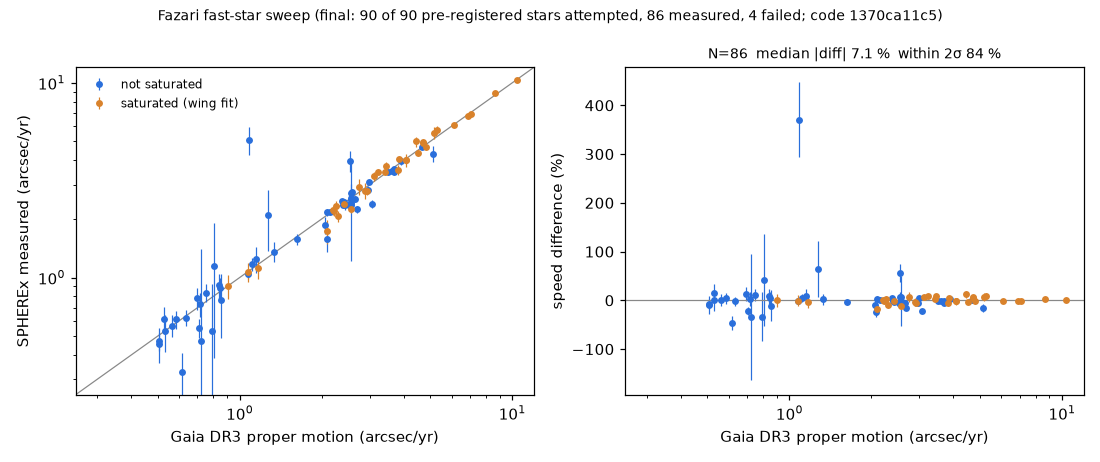 Fazari fast-star sweep (final: 90 of 90 pre-registered stars attempted, 86 measured, 4 failed; code 1370ca11c5)
not saturated
saturated (wing fit)
10¹
10⁰
SPHEREx measured (arcsec/yr)
10⁰ 10¹
Gaia DR3 proper motion (arcsec/yr)
N=86 median |diff| 7.1 % within 2σ 84 %
400
300
200
100
0
−100
speed difference (%)
10⁰ 10¹
Gaia DR3 proper motion (arcsec/yr)